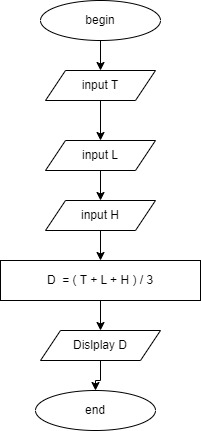 begin
input T
input L
input H
D = ( T + L + H ) / 3
Dislplay D
end